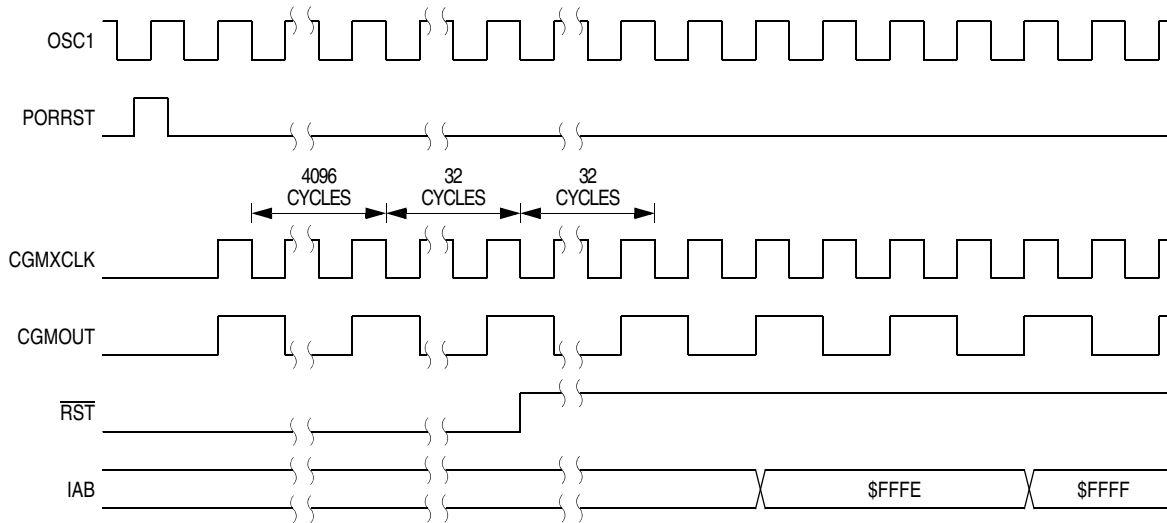 OSC1
PORRST
4096
CYCLES
32
CYCLES
32
CYCLES
CGMXCLK
CGMOUT
RST
IAB
$FFFE
$FFFF